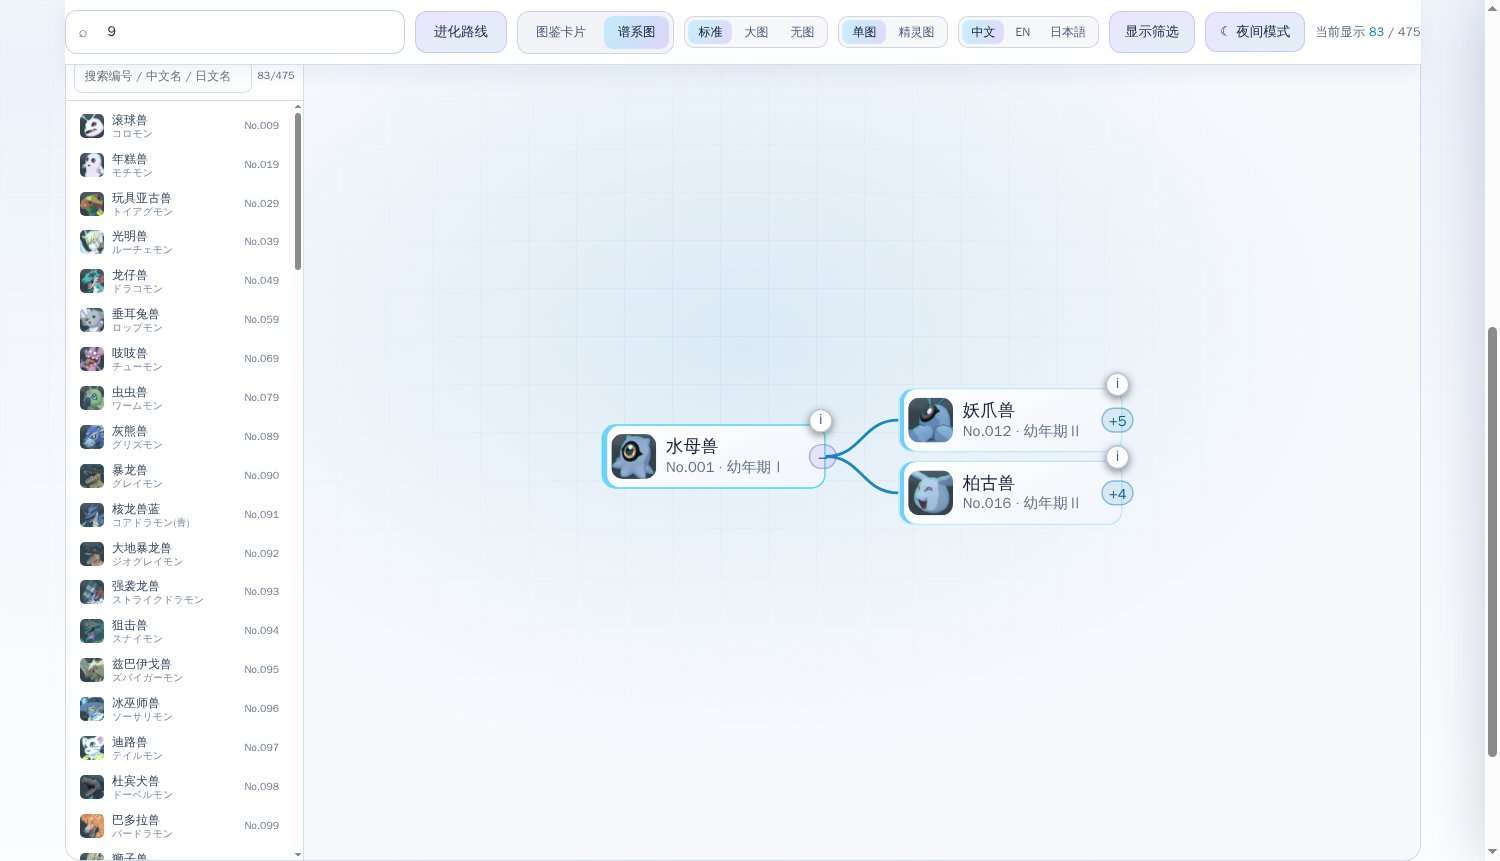 9
进化路线
图鉴卡片
谱系图
标准
大图
无图
单图
精灵图
中文
EN
日本語
显示筛选
☾ 夜间模式
当前显示 83 / 475
搜索编号 / 中文名 / 日文名
83/475
滚球兽
コロモン
No.009
年糕兽
モチモン
No.019
玩具亚古兽
トイアグモン
No.029
光明兽
ルーチェモン
No.039
龙仔兽
ドラコモン
No.049
垂耳兔兽
ロップモン
No.059
吱吱兽
チューモン
No.069
虫虫兽
ワームモン
No.079
灰熊兽
グリズモン
No.089
暴龙兽
グレイモン
No.090
核龙兽蓝
コアドラモン(青)
No.091
大地暴龙兽
ジオグレイモン
No.092
强袭龙兽
ストライクドラモン
No.093
狙击兽
スナイモン
No.094
兹巴伊戈兽
ズバイガーモン
No.095
冰巫师兽
ソーサリモン
No.096
迪路兽
テイルモン
No.097
杜宾犬兽
ドーベルモン
No.098
巴多拉兽
バードラモン
No.099
狮子兽
水母兽
No.001 · 幼年期Ⅰ
i
−
妖爪兽
No.012 · 幼年期Ⅱ
i
+5
柏古兽
No.016 · 幼年期Ⅱ
i
+4